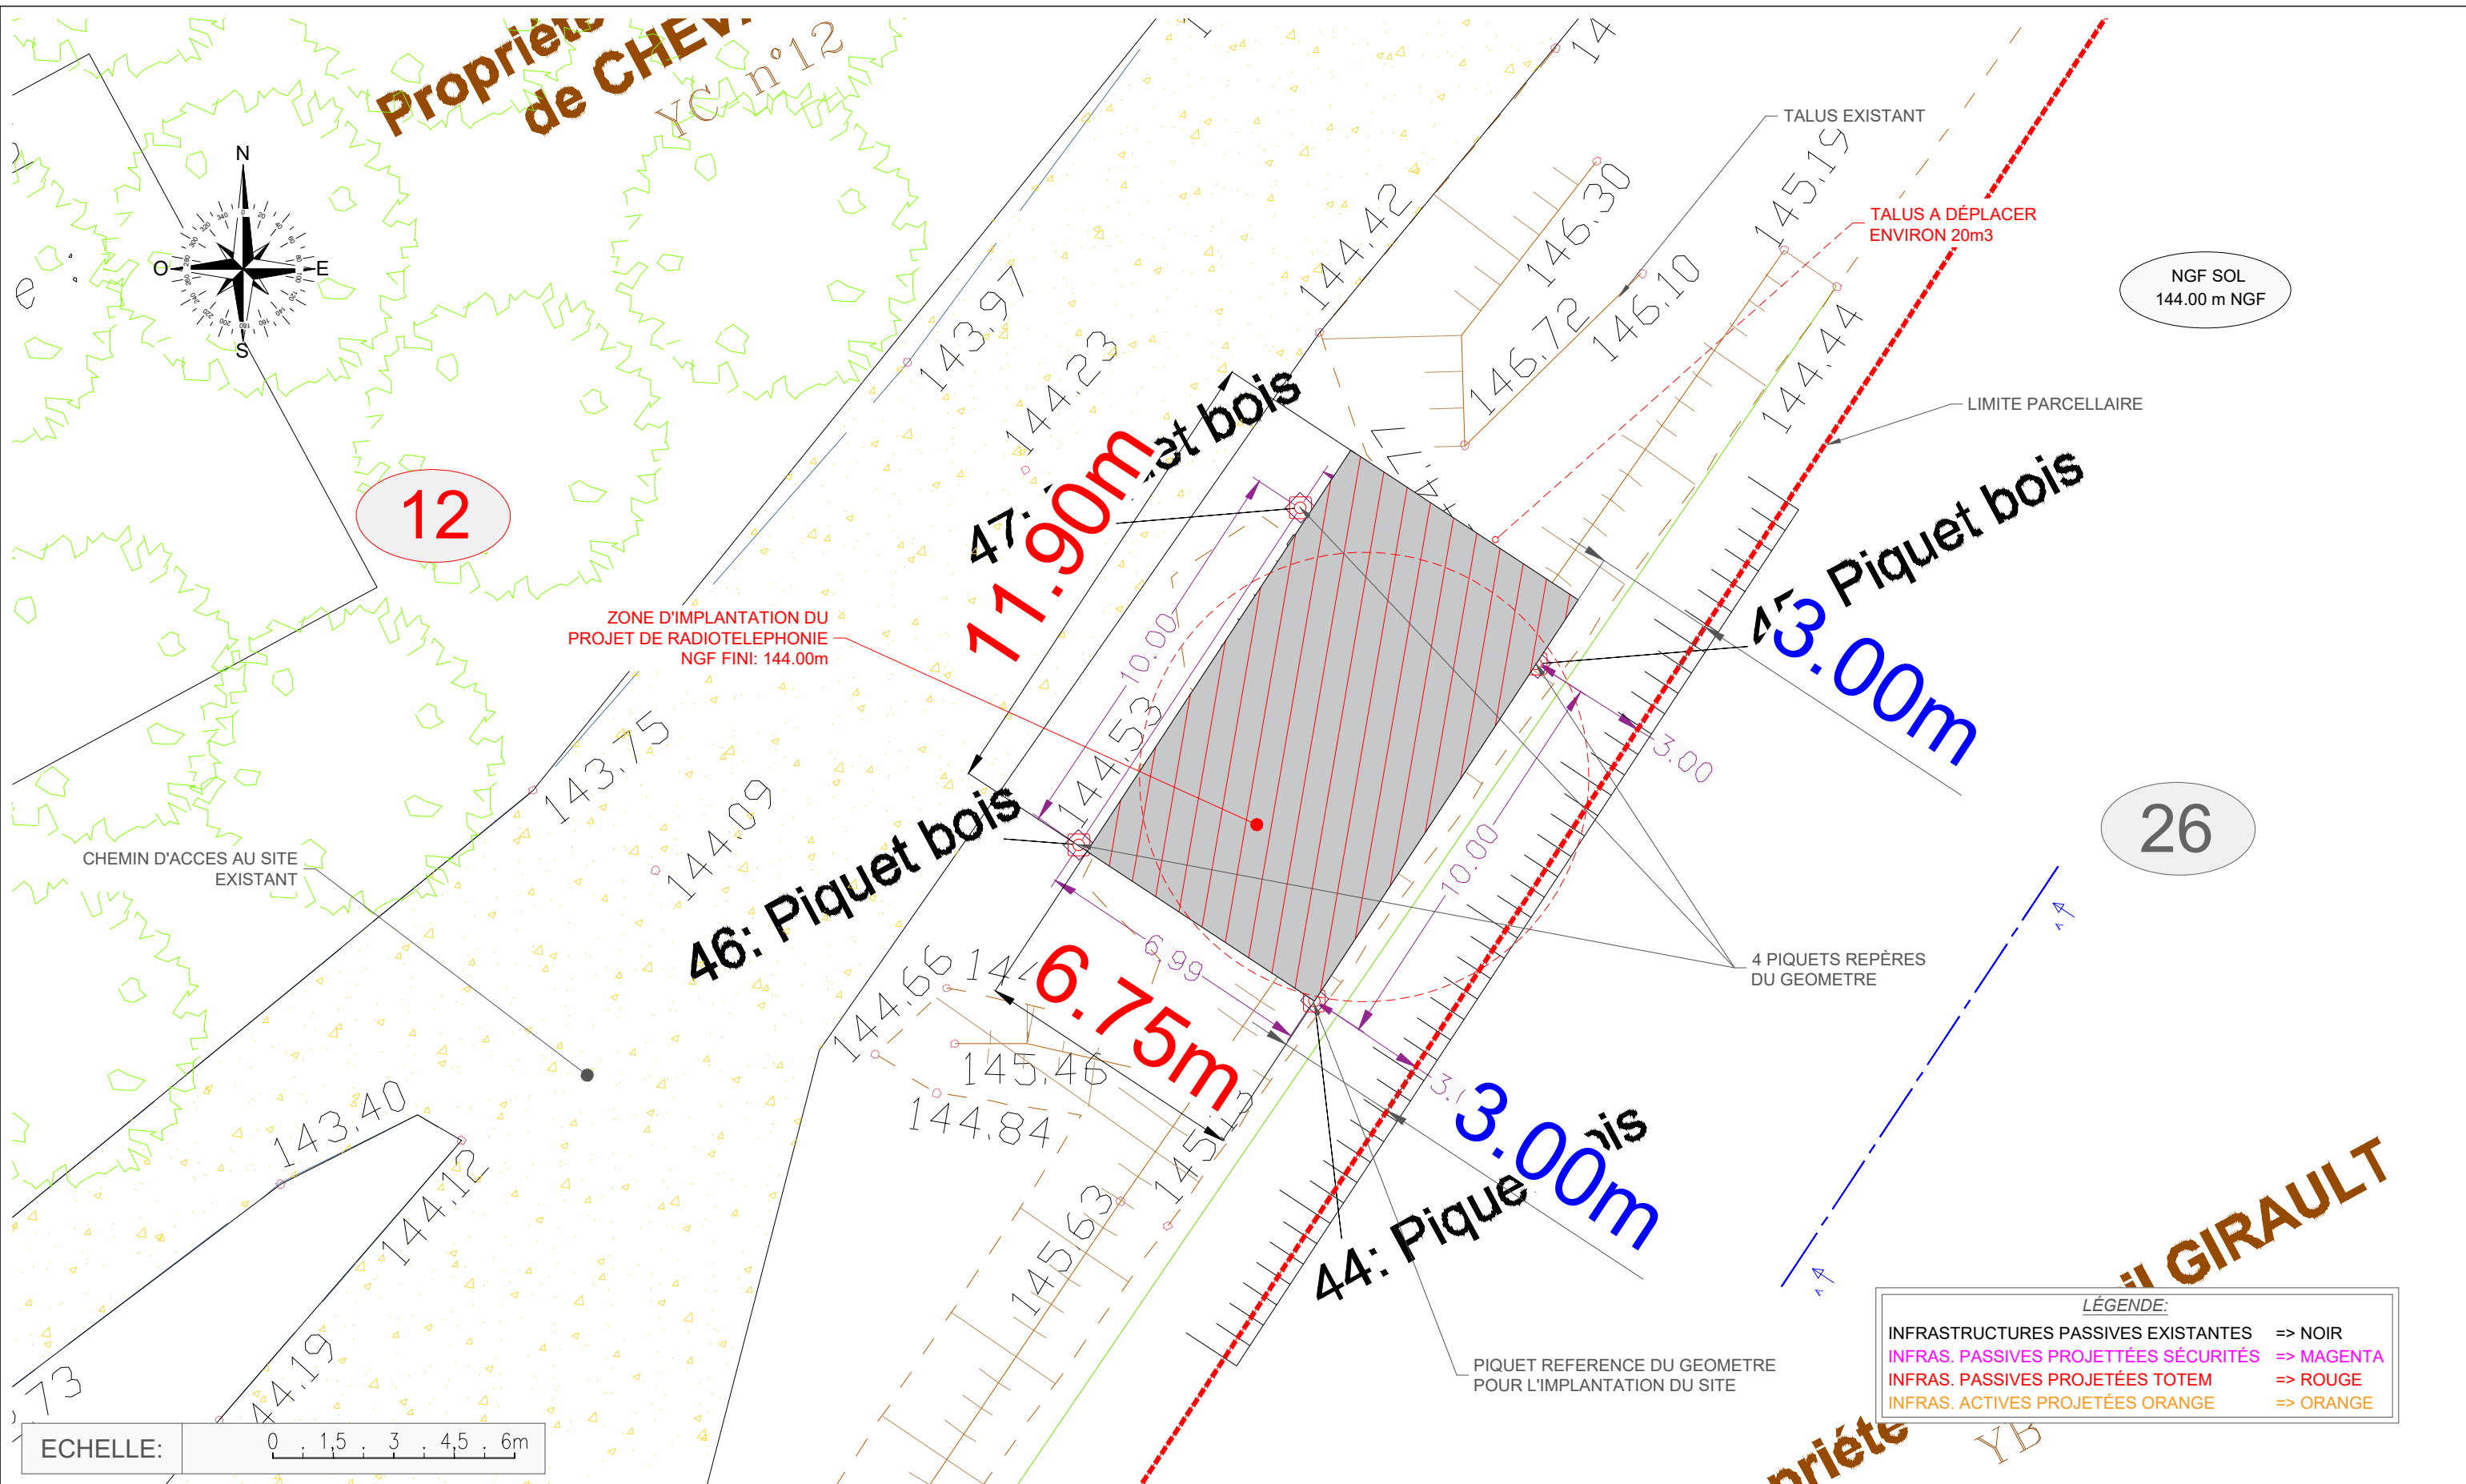 Propriété
de CHEV
YC n°12
N
O
E
S
TALUS EXISTANT
TALUS A DÉPLACER
ENVIRON 20m3
NGF SOL
144.00 m NGF
LIMITE PARCELLAIRE
145.19
146.30
144.42
146.10
146.72
144.44
143.97
144.23
12
47:
et bois
11.90m
10.00
Piquet bois
3.00m
3.00
ZONE D'IMPLANTATION DU
PROJET DE RADIOTELEPHONIE
NGF FINI: 144.00m
144.53
143.75
144.09
26
46: Piquet bois
10.00
CHEMIN D'ACCES AU SITE
EXISTANT
4 PIQUETS REPÈRES
DU GEOMETRE
144.66
6.99
6.75m
145.46
144.84
3.00m
44: Pique
is
143.40
144.12
145.63
GIRAULT
PIQUET REFERENCE DU GEOMETRE
POUR L'IMPLANTATION DU SITE
LÉGENDE:
INFRASTRUCTURES PASSIVES EXISTANTES => NOIR
INFRAS. PASSIVES PROJETTÉES SÉCURITÉS => MAGENTA
INFRAS. PASSIVES PROJETÉES TOTEM => ROUGE
INFRAS. ACTIVES PROJETÉES ORANGE => ORANGE
44.19
.73
ECHELLE:
0 1,5 3 4,5 6m
priété
YB